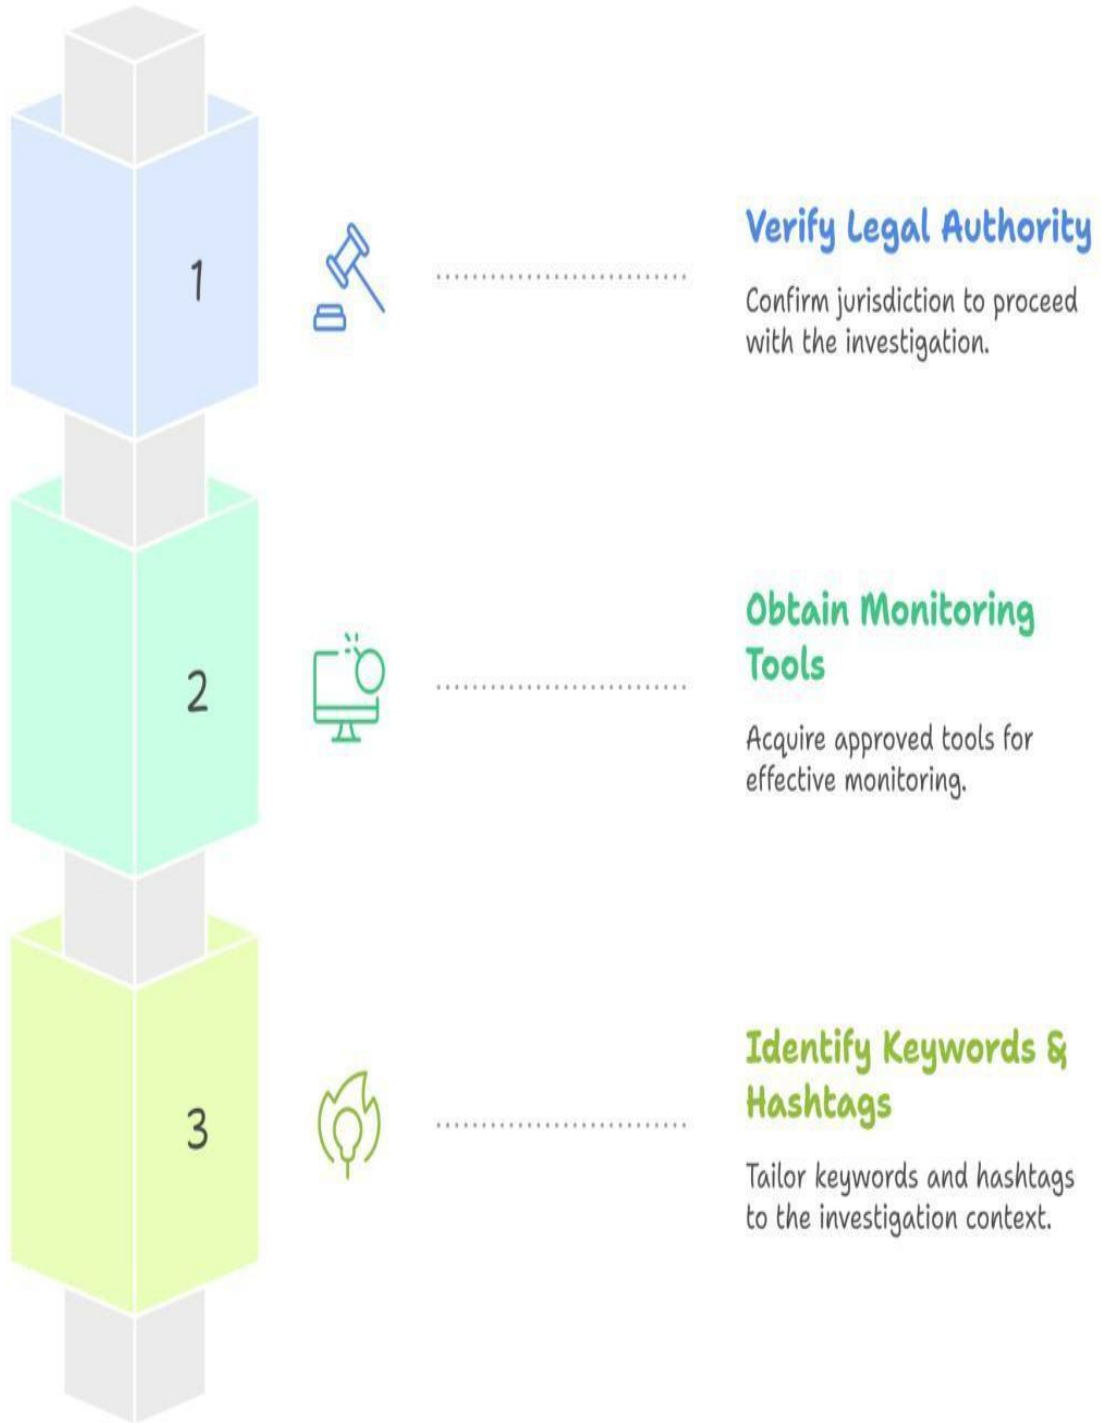 1
Verify Legal Authority
Confirm jurisdiction to proceed
with the investigation.
2
Obtain Monitoring
Tools
Acquire approved tools for
effective monitoring.
3
Identify Keywords &
Hashtags
Tailor keywords and hashtags
to the investigation context.